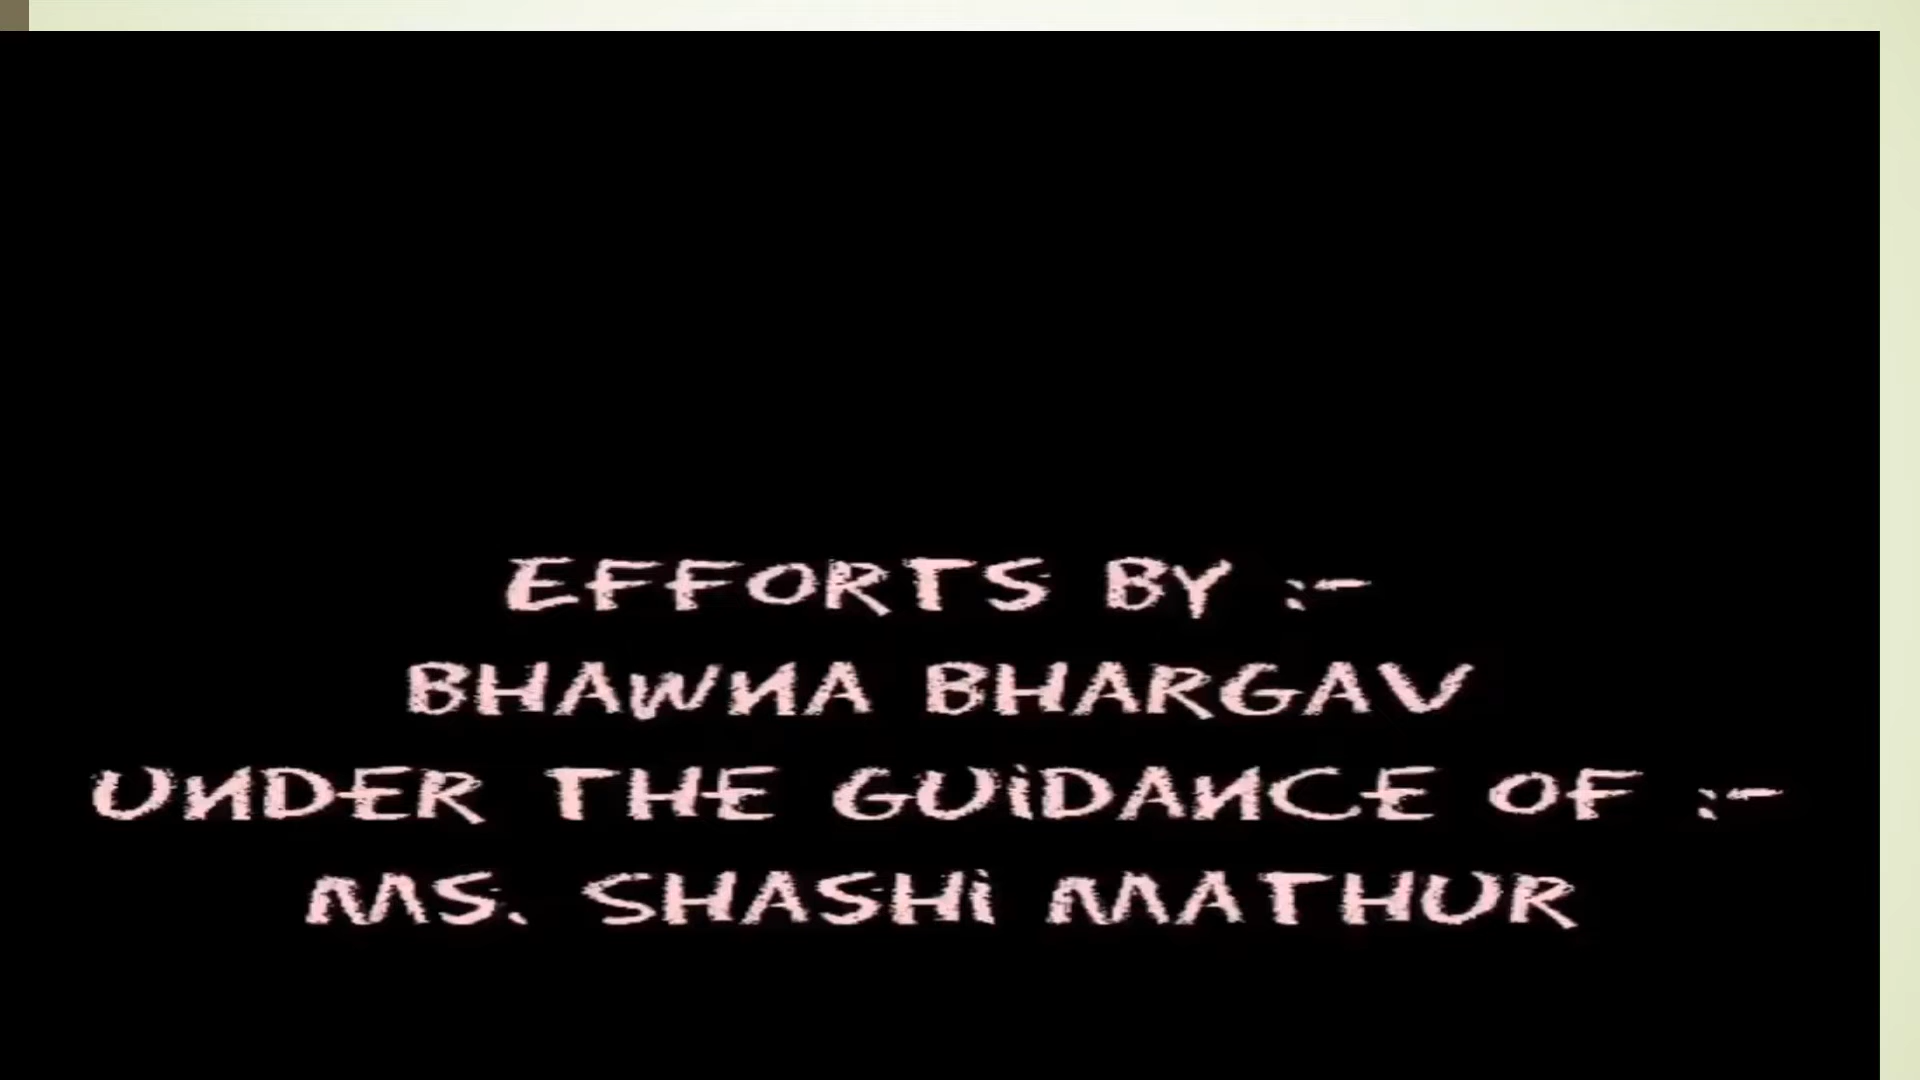 EFFORTS BY :-
BHAWNA BHARGAV
UNDER THE GUiDANCE OF :-
MS. SHASHi MATHUR